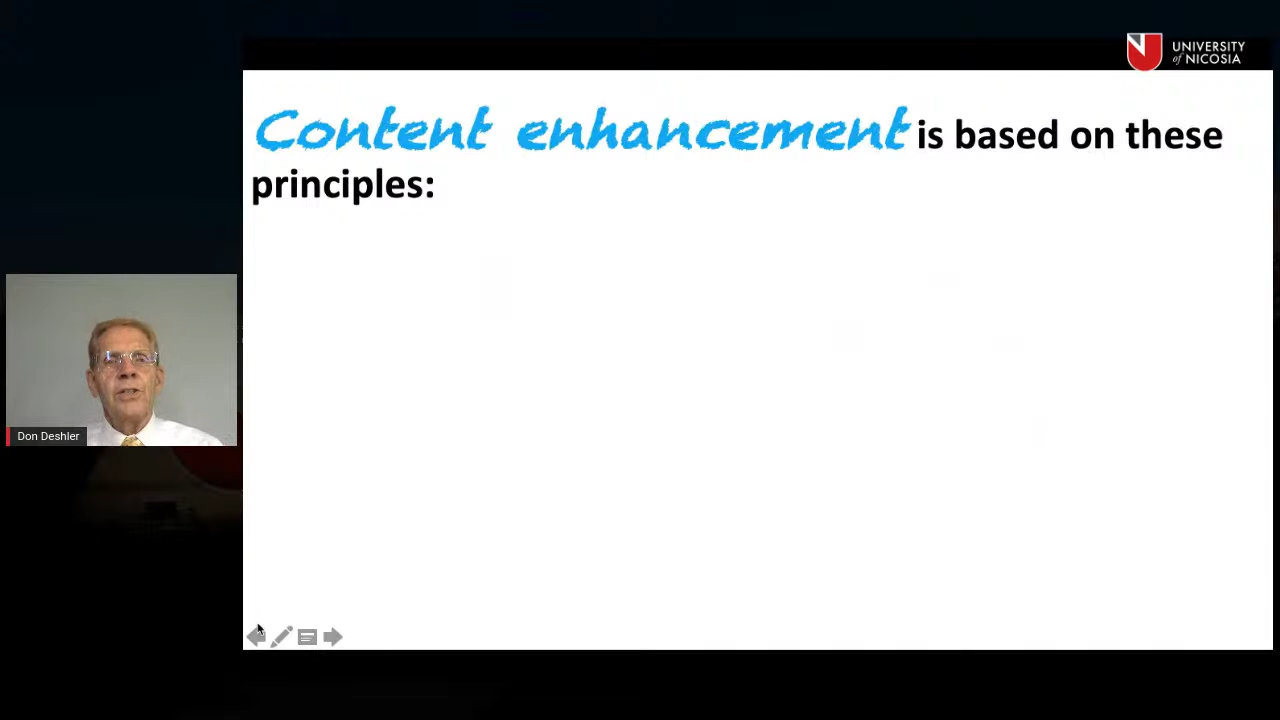 UNIVERSITY
of NICOSIA
Content enhancement is based on these
principles:
Don Deshler